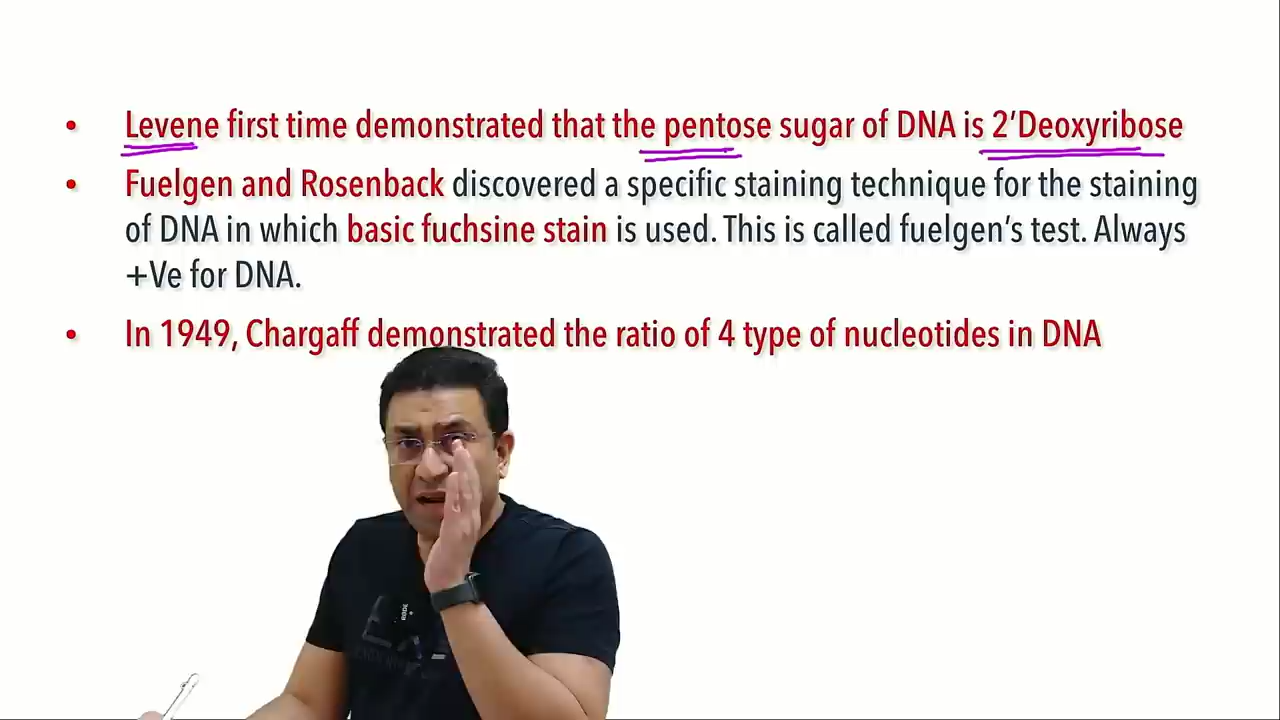 • Levene first time demonstrated that the pentose sugar of DNA is 2’Deoxyribose
• Fuelgen and Rosenback discovered a specific staining technique for the staining
of DNA in which basic fuchsine stain is used. This is called fuelgen’s test. Always
+Ve for DNA.
• In 1949, Chargaff demonstrated the ratio of 4 type of nucleotides in DNA
RODE